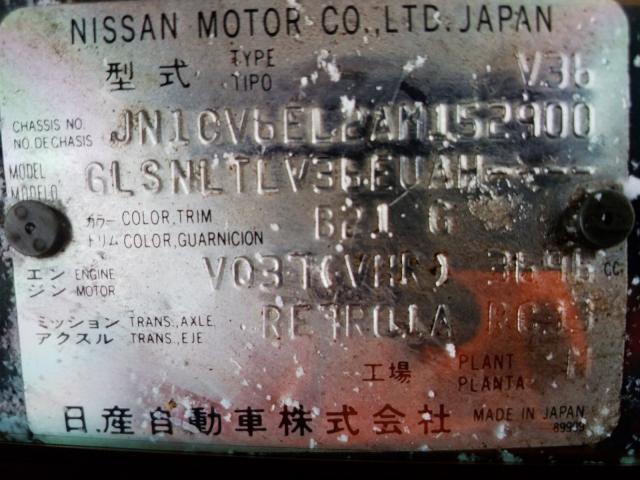 NISSAN MOTOR CO.,LTD. JAPAN
型式 TYPE TIPO V36
CHASSIS NO. NO. DE CHASIS JN1CV6EL2AM152900
MODEL MODELO GLSNLTLV36EUAH----
カラー トリム COLOR,TRIM COLOR,GUARNICION B21 G
エンジン ENGINE MOTOR VQ37(VHR) 3696 CC
ミッション アクスル TRANS.,AXLE TRANS.,EJE RE7R01A
工場 PLANT PLANTA
日産自動車株式会社 MADE IN JAPAN